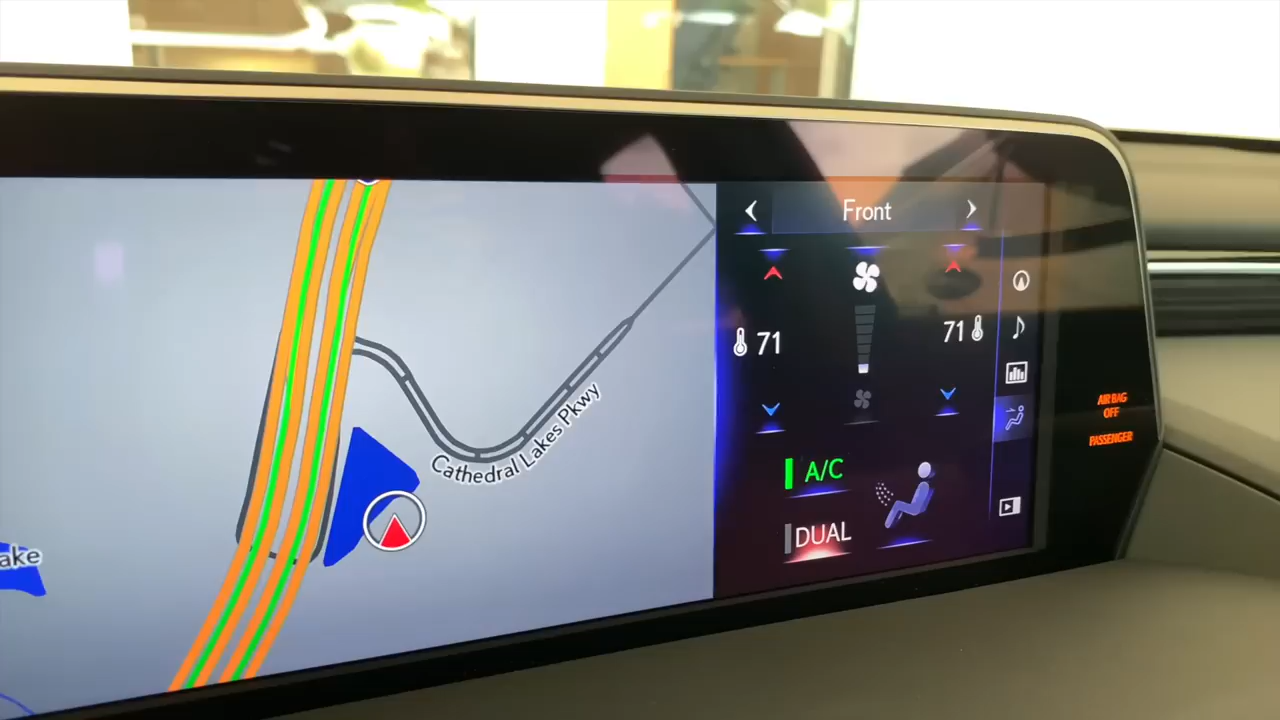 Front
71
71
Cathedral Lakes Pkwy
A/C
DUAL
ake
AIR BAG
OFF
PASSENGER